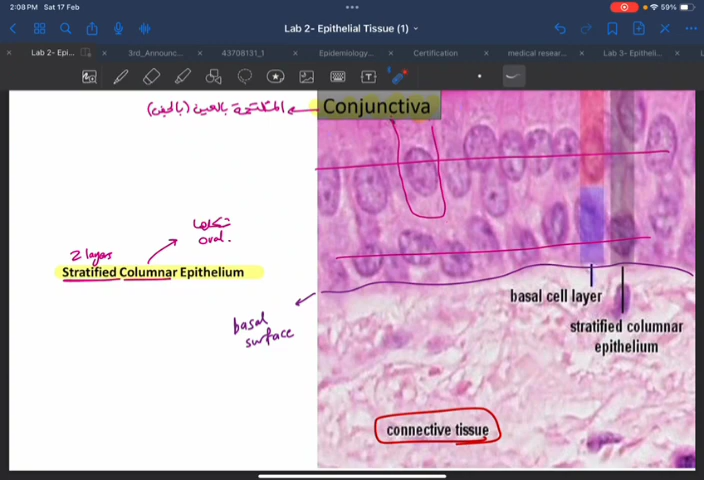 2:08 PM Sat 17 Feb
59%
Lab 2- Epithelial Tissue (1)
Lab 2- Epi...
3rd_Announc...
43708131_1
Epidemiology...
Certification
medical resear...
Lab 3- Epitheli...
L
الملتحمة بالعين (بالجفن)
Conjunctiva
شكلها
oval.
2 layers
Stratified Columnar Epithelium
basal
surface
basal cell layer
stratified columnar
epithelium
connective tissue